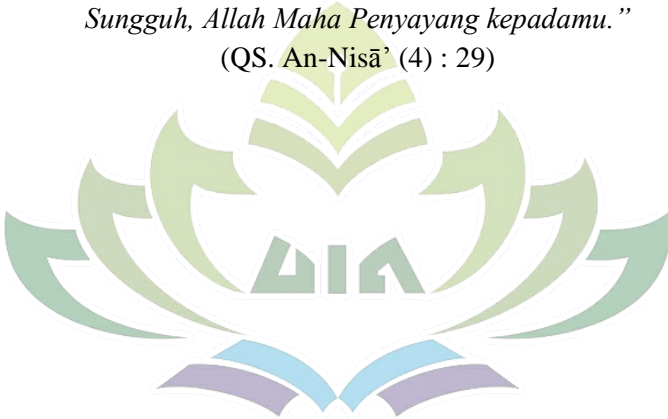 Sungguh, Allah Maha Penyayang kepadamu.”
(QS. An-Nisā’ (4) : 29)
UIN